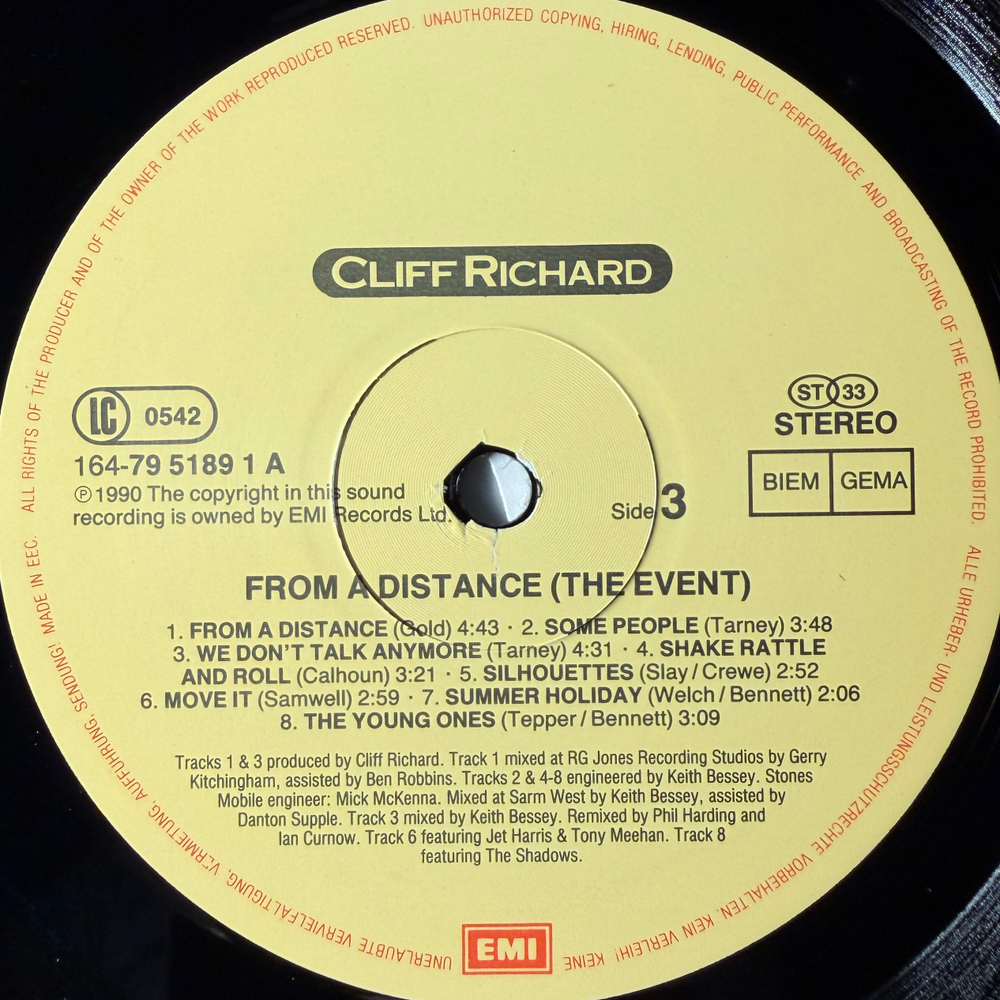 ALL RIGHTS OF THE PRODUCER AND OF THE OWNER OF THE WORK REPRODUCED RESERVED. UNAUTHORIZED COPYING, HIRING, LENDING, PUBLIC PERFORMANCE AND BROADCASTING OF THE RECORD PROHIBITED.
CLIFF RICHARD
LC 0542
164-79 5189 1 A
℗ 1990 The copyright in this sound
recording is owned by EMI Records Ltd.
ST 33
STEREO
BIEM GEMA
Side 3
FROM A DISTANCE (THE EVENT)
1. FROM A DISTANCE (Gold) 4:43 · 2. SOME PEOPLE (Tarney) 3:48
3. WE DON'T TALK ANYMORE (Tarney) 4:31 · 4. SHAKE RATTLE
AND ROLL (Calhoun) 3:21 · 5. SILHOUETTES (Slay / Crewe) 2:52
6. MOVE IT (Samwell) 2:59 · 7. SUMMER HOLIDAY (Welch / Bennett) 2:06
8. THE YOUNG ONES (Tepper / Bennett) 3:09
Tracks 1 & 3 produced by Cliff Richard. Track 1 mixed at RG Jones Recording Studios by Gerry
Kitchingham, assisted by Ben Robbins. Tracks 2 & 4-8 engineered by Keith Bessey. Stones
Mobile engineer: Mick McKenna. Mixed at Sarm West by Keith Bessey, assisted by
Danton Supple. Track 3 mixed by Keith Bessey. Remixed by Phil Harding and
Ian Curnow. Track 6 featuring Jet Harris & Tony Meehan. Track 8
featuring The Shadows.
ALLE URHEBER- UND LEISTUNGSSCHUTZRECHTE VORBEHALTEN. KEIN VERLEIH! KEINE UNERLAUBTE VERVIELFÄLTIGUNG, VERMIETUNG, AUFFÜHRUNG, SENDUNG! MADE IN EEC.
EMI